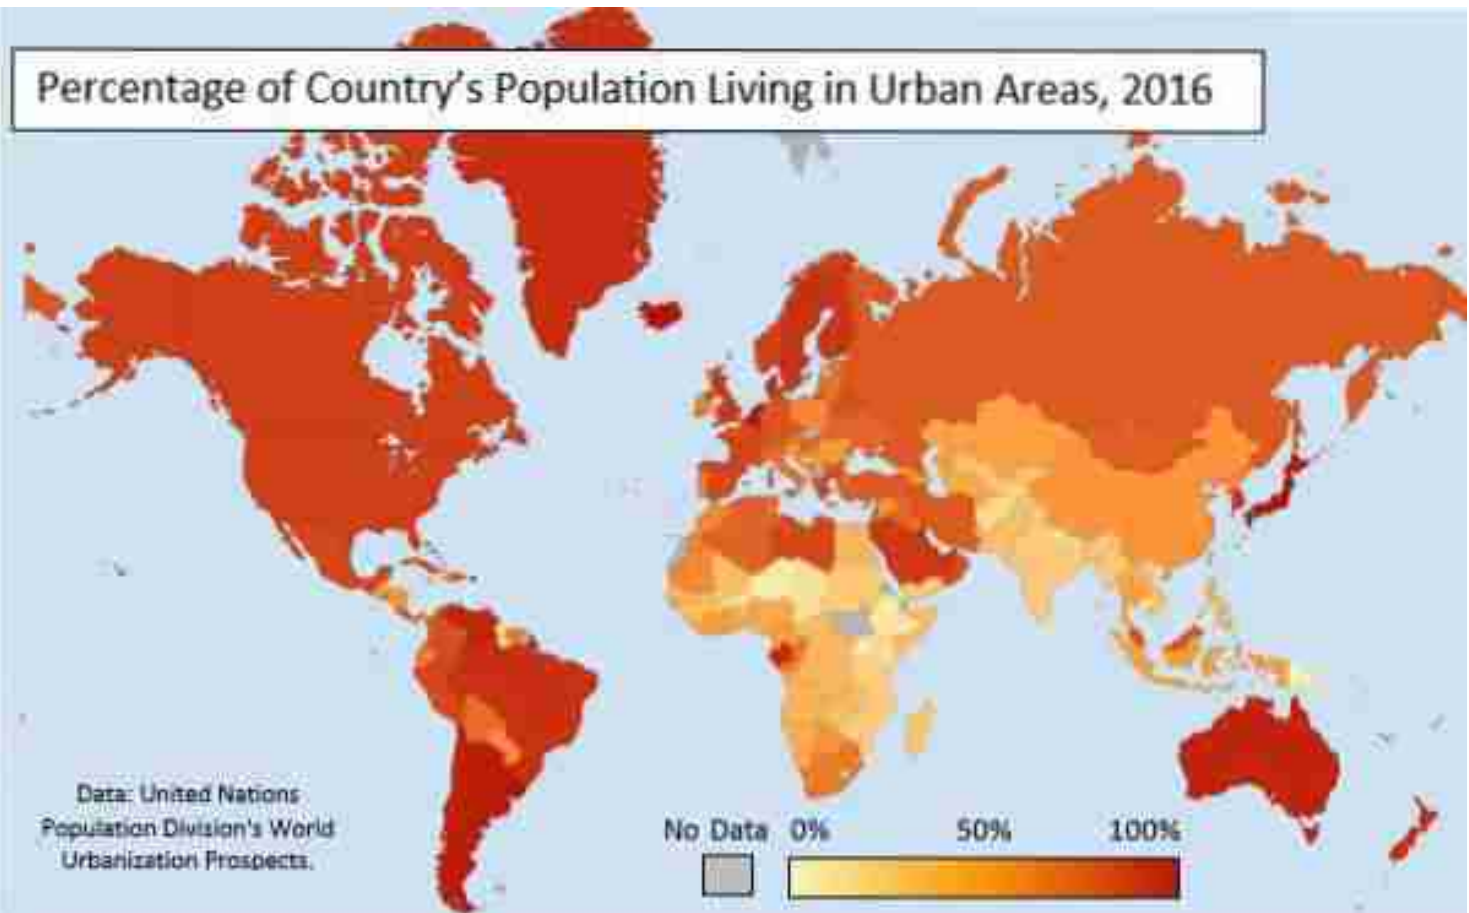 Percentage of Country's Population Living in Urban Areas, 2016
Data: United Nations
Population Division's World
Urbanization Prospects.
No Data 0% 50% 100%